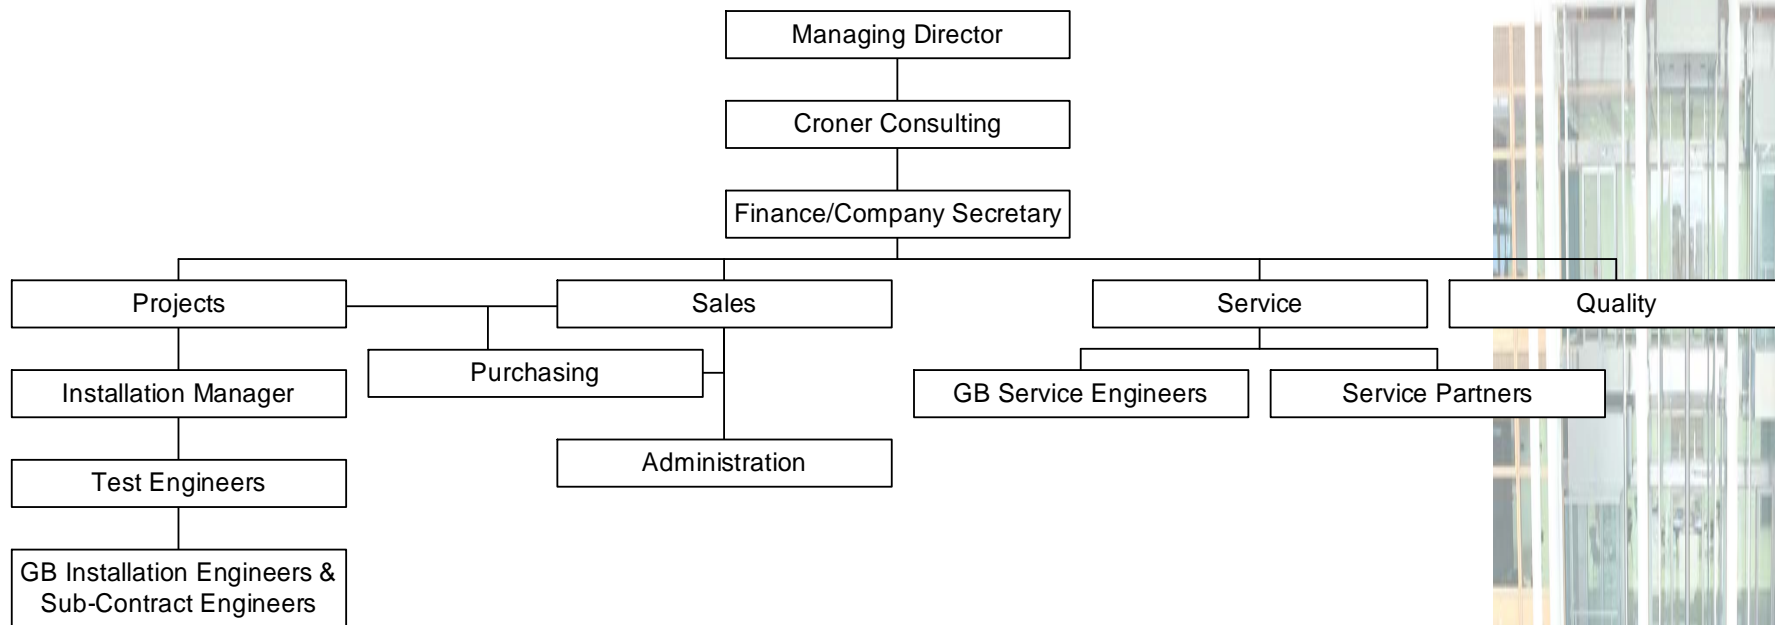 Managing Director
Croner Consulting
Finance/Company Secretary
Projects
Sales
Service
Quality
Purchasing
Installation Manager
GB Service Engineers
Service Partners
Administration
Test Engineers
GB Installation Engineers &
Sub-Contract Engineers